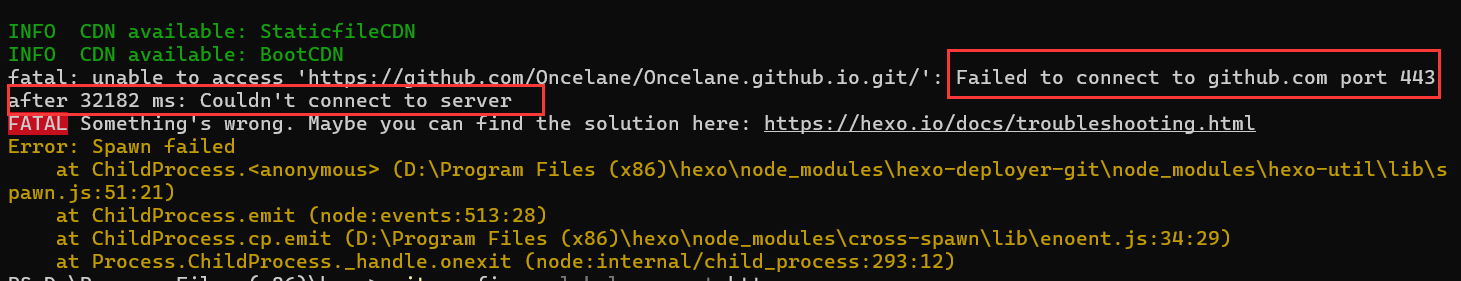 INFO  CDN available: StaticfileCDN
INFO  CDN available: BootCDN
fatal: unable to access 'https://github.com/Oncelane/Oncelane.github.io.git/': Failed to connect to github.com port 443
after 32182 ms: Couldn't connect to server
FATAL Something's wrong. Maybe you can find the solution here: https://hexo.io/docs/troubleshooting.html
Error: Spawn failed
    at ChildProcess.<anonymous> (D:\Program Files (x86)\hexo\node_modules\hexo-deployer-git\node_modules\hexo-util\lib\s
pawn.js:51:21)
    at ChildProcess.emit (node:events:513:28)
    at ChildProcess.cp.emit (D:\Program Files (x86)\hexo\node_modules\cross-spawn\lib\enoent.js:34:29)
    at Process.ChildProcess._handle.onexit (node:internal/child_process:293:12)